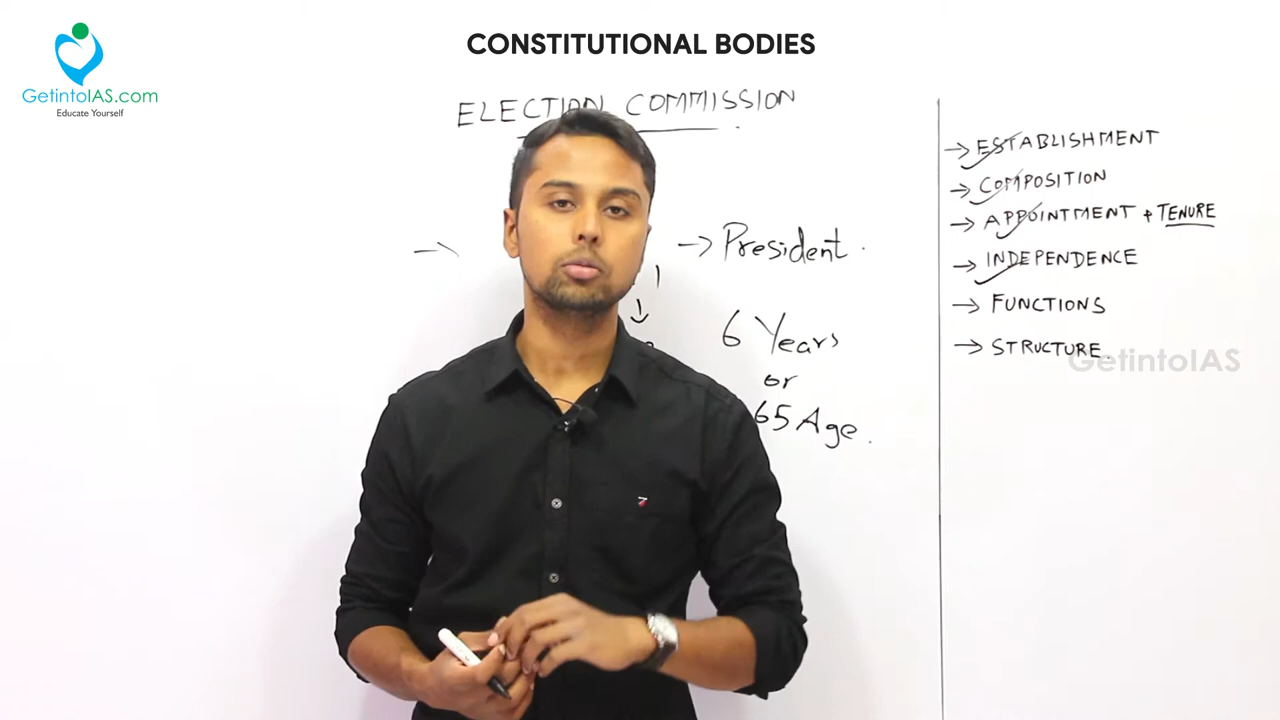 CONSTITUTIONAL BODIES
GetintoIAS.com
Educate Yourself
ELECTION COMMISSION
→ President.
6 Years
or
65 Age.
→ ESTABLISHMENT
→ COMPOSITION
→ APPOINTMENT + TENURE
→ INDEPENDENCE
→ FUNCTIONS
→ STRUCTURE.
GetintoIAS